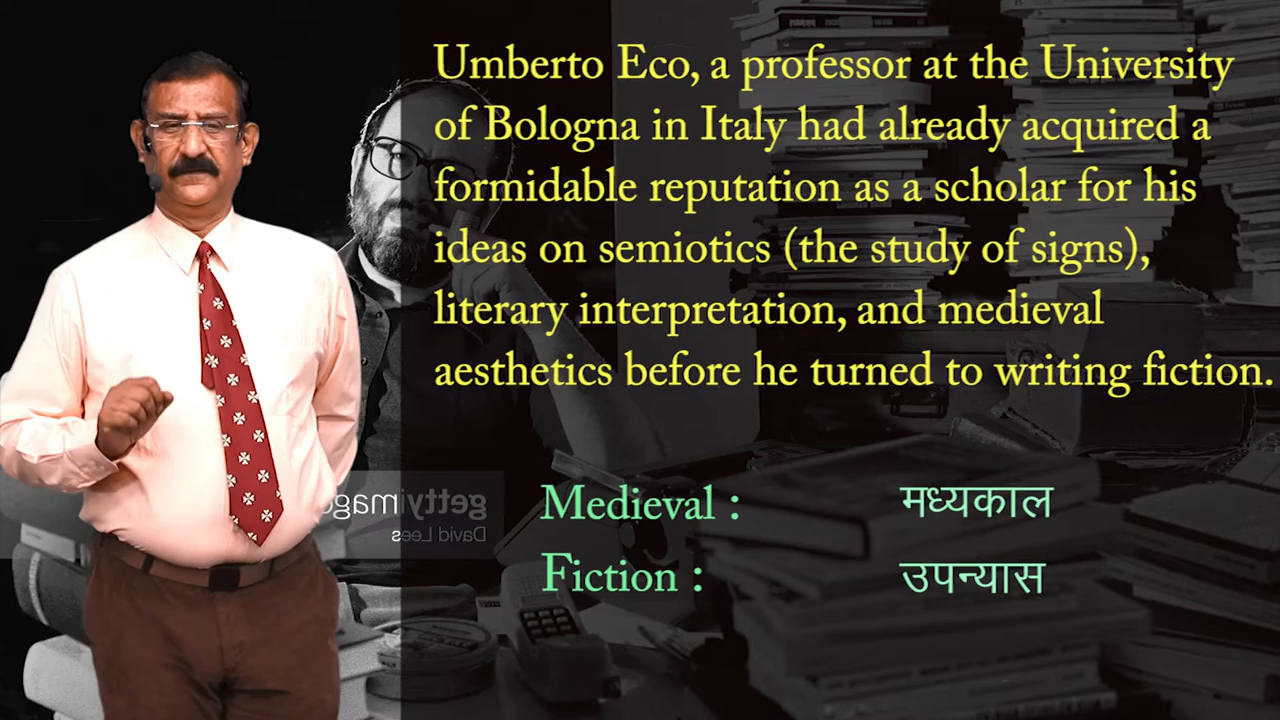 Umberto Eco, a professor at the University
of Bologna in Italy had already acquired a
formidable reputation as a scholar for his
ideas on semiotics (the study of signs),
literary interpretation, and medieval
aesthetics before he turned to writing fiction.
gettyimag
David Lees
Medieval : मध्यकाल
Fiction : उपन्यास